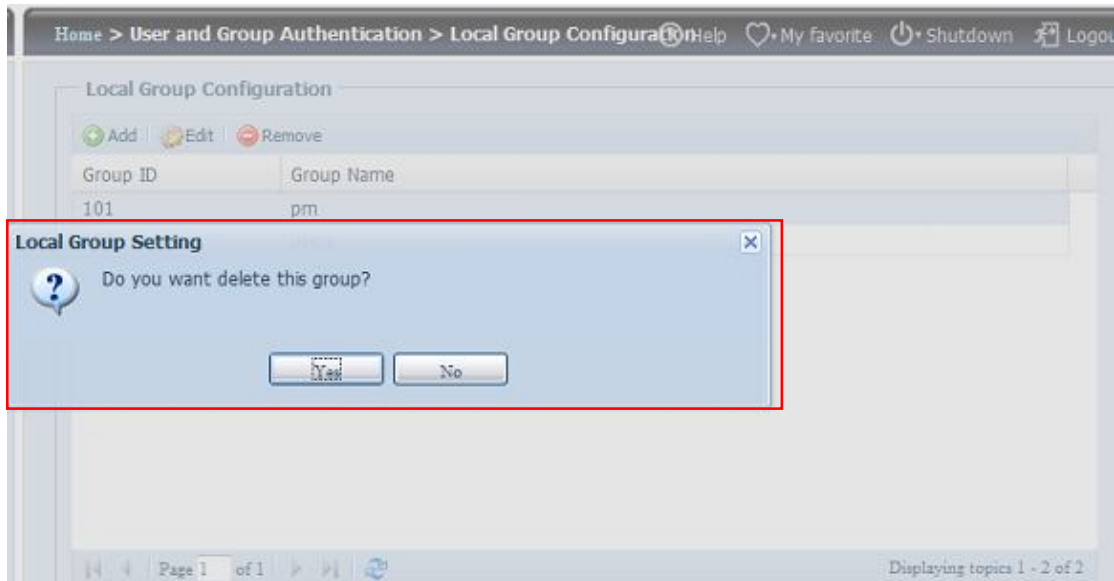 Home > User and Group Authentication > Local Group Configuration Help My favorite Shutdown Logou
Local Group Configuration
Add Edit Remove
Group ID Group Name
101 pm
Local Group Setting
Do you want delete this group?
Yes No
Page 1 of 1 Displaying topics 1 - 2 of 2